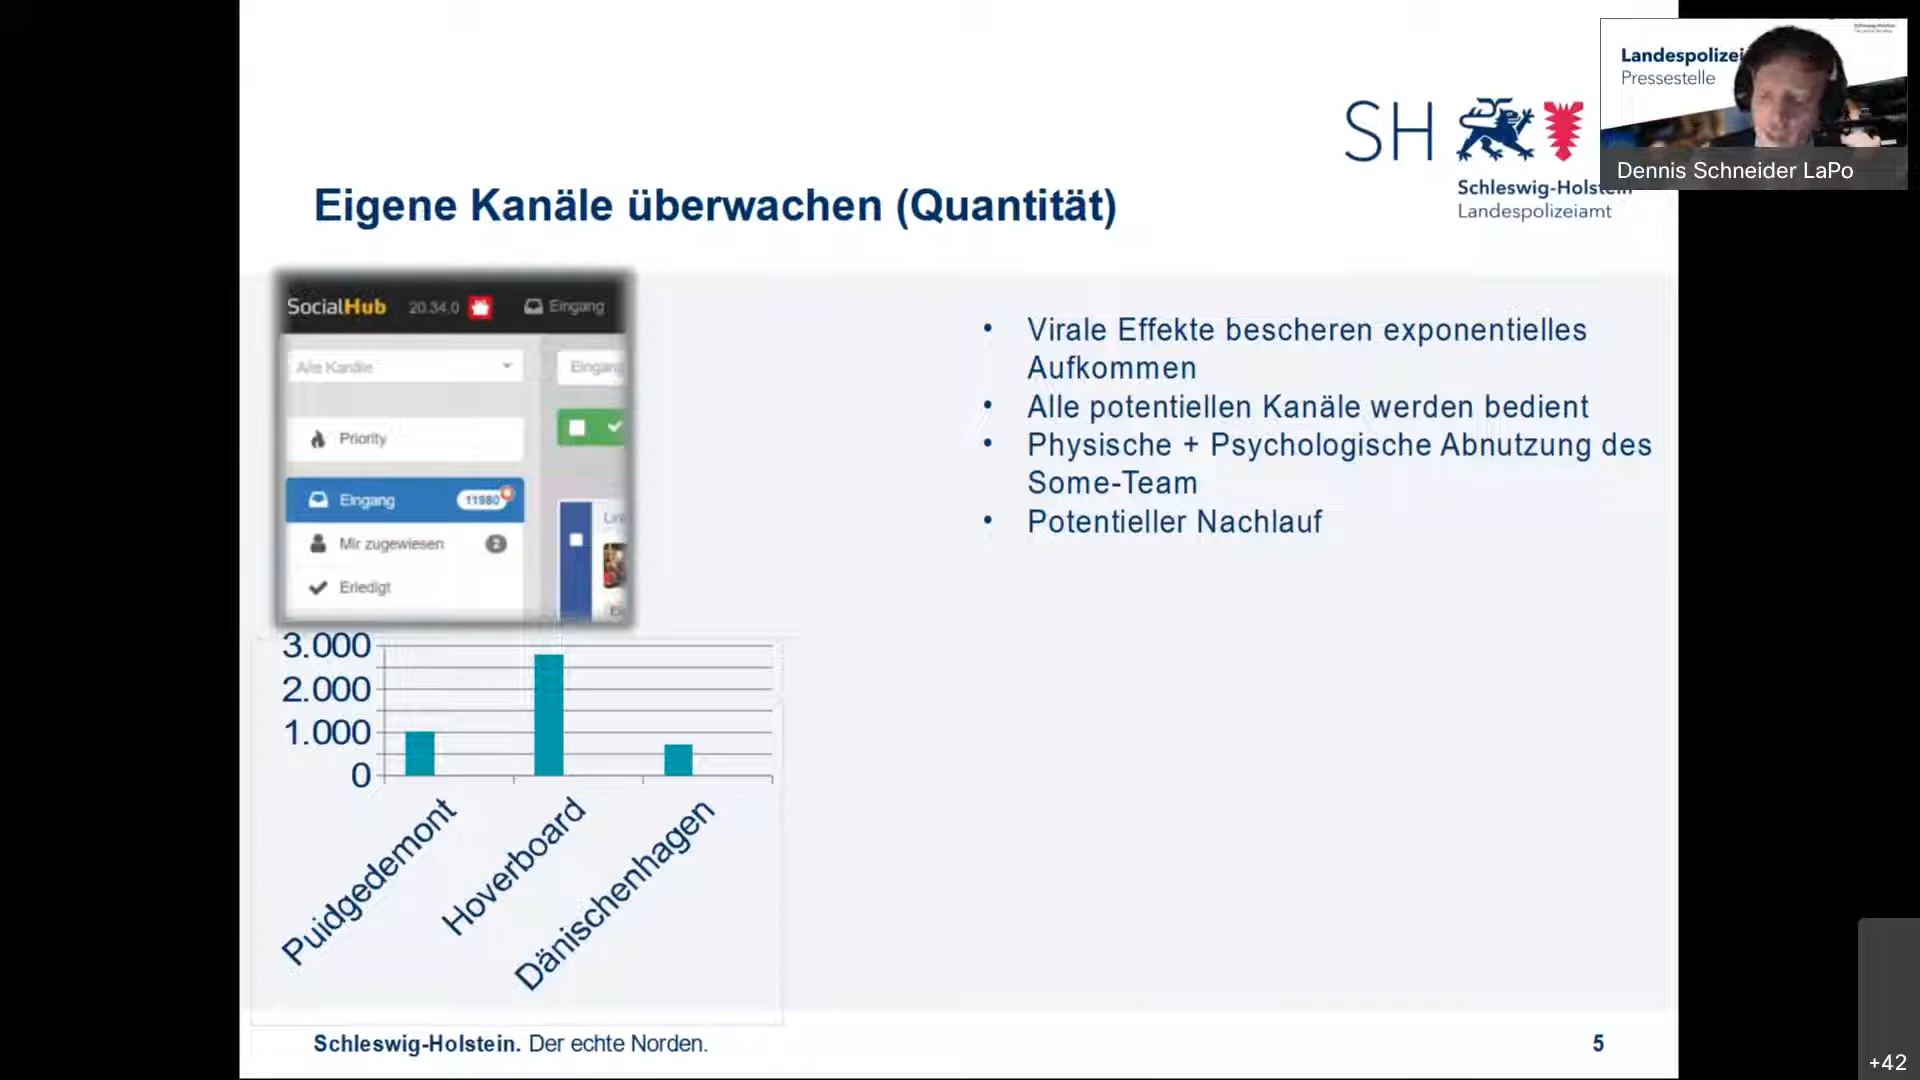 Landespolizei
Pressestelle
Dennis Schneider LaPo
SH
Schleswig-Holstein
Landespolizeiamt
Eigene Kanäle überwachen (Quantität)
SocialHub 20.34.0 Eingang
Alle Kanäle
Eingang
Priority
Eingang 11980
Mir zugewiesen 2
Erledigt
• Virale Effekte bescheren exponentielles
Aufkommen
• Alle potentiellen Kanäle werden bedient
• Physische + Psychologische Abnutzung des
Some-Team
• Potentieller Nachlauf
3.000
2.000
1.000
0
Puidgedemont
Hoverboard
Dänischenhagen
Schleswig-Holstein. Der echte Norden.
5
+42